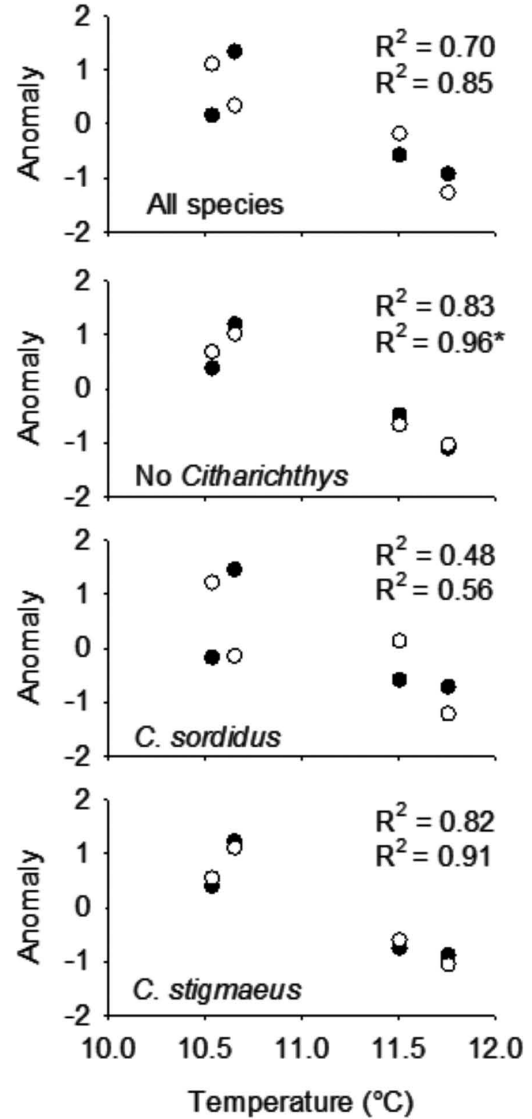 2
R² = 0.70
1
R² = 0.85
Anomaly
0
-1
All species
-2
2
R² = 0.83
1
R² = 0.96*
Anomaly
0
-1
No Citharichthys
-2
2
R² = 0.48
1
R² = 0.56
Anomaly
0
-1
C. sordidus
-2
2
R² = 0.82
1
R² = 0.91
Anomaly
0
-1
C. stigmaeus
-2
10.0 10.5 11.0 11.5 12.0
Temperature (°C)